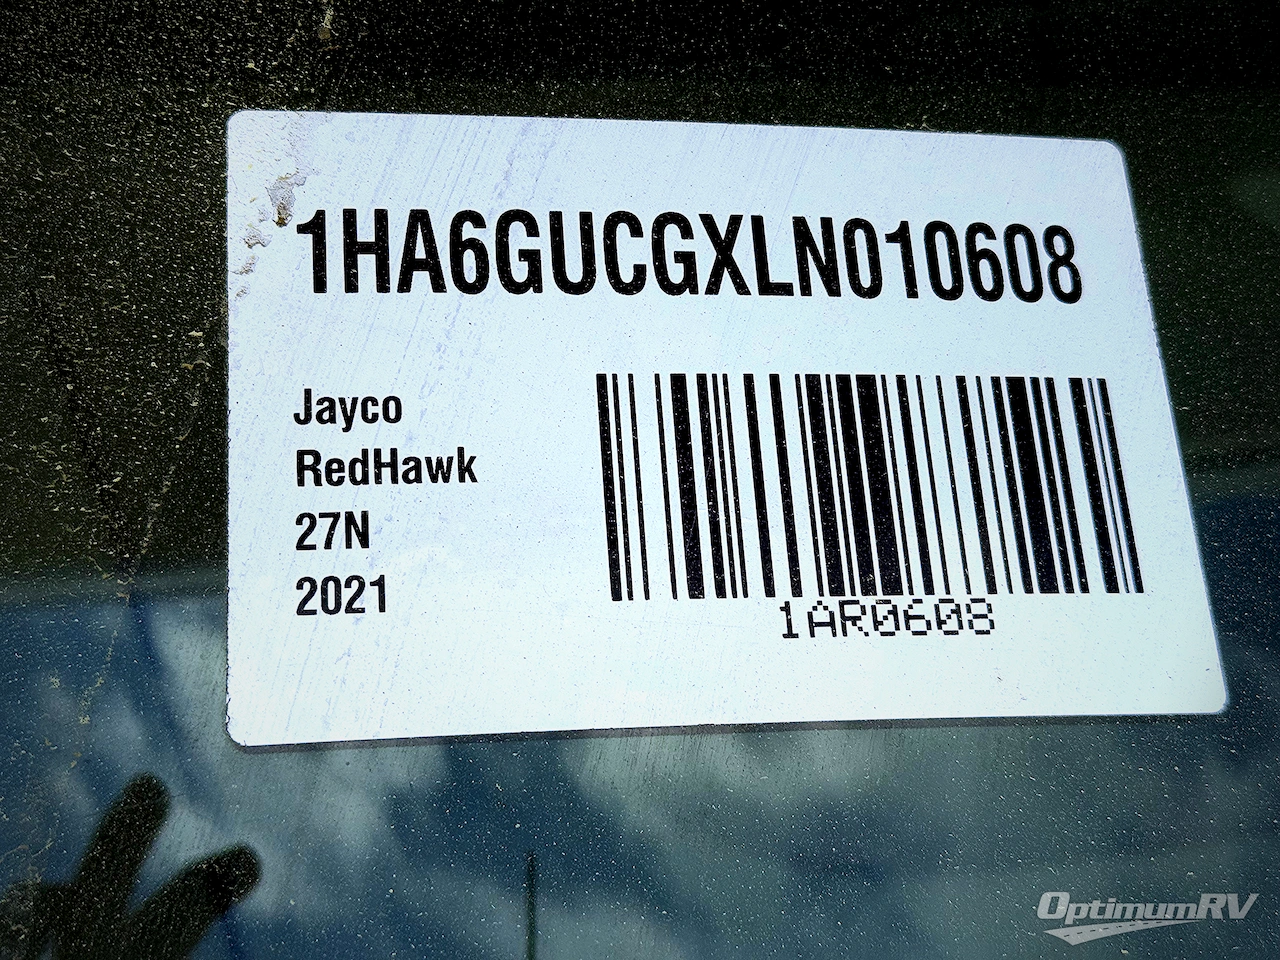 1HA6GUCGXLN010608
Jayco
RedHawk
27N
2021
1AR0608
OptimumRV